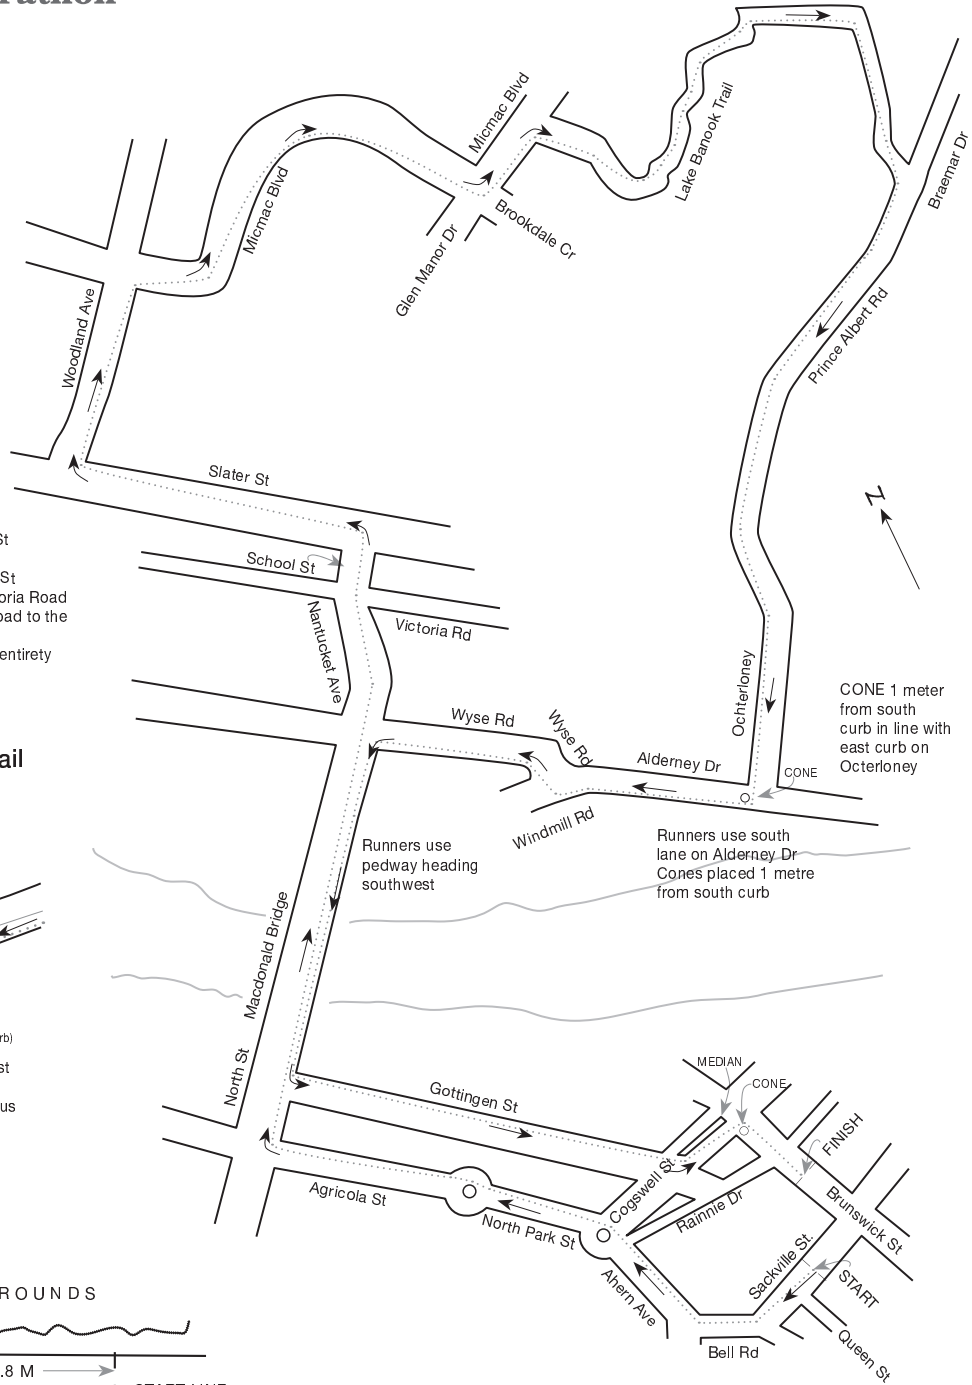 Micmac Blvd
Lake Banook Trail
Braemar Dr
Micmac Blvd
Brookdale Cr
Glen Manor Dr
Woodland Ave
Prince Albert Rd
Slater St
N
School St
St
St
oria Road
oad to the
entirety
Nantucket Ave
Victoria Rd
Ochterloney
CONE 1 meter
from south
curb in line with
east curb on
Octerloney
Wyse Rd
Wyse Rd
Alderney Dr
CONE
ail
Windmill Rd
Runners use
pedway heading
southwest
Runners use south
lane on Alderney Dr
Cones placed 1 metre
from south curb
Macdonald Bridge
rb)
st
us
North St
MEDIAN
CONE
Gottingen St
FINISH
Cogswell St
Agricola St
North Park St
Rainnie Dr
Brunswick St
Sackville St.
START
Ahern Ave
Bell Rd
Queen St
ROUNDS
.8 M